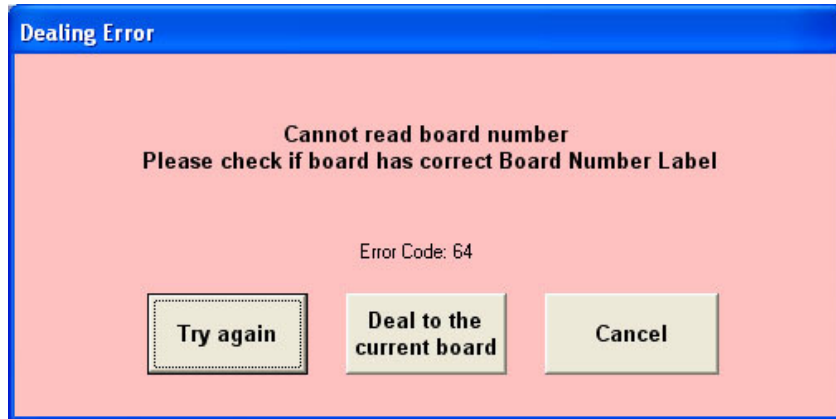 Dealing Error
Cannot read board number
Please check if board has correct Board Number Label
Error Code: 64
Try again
Deal to the
current board
Cancel